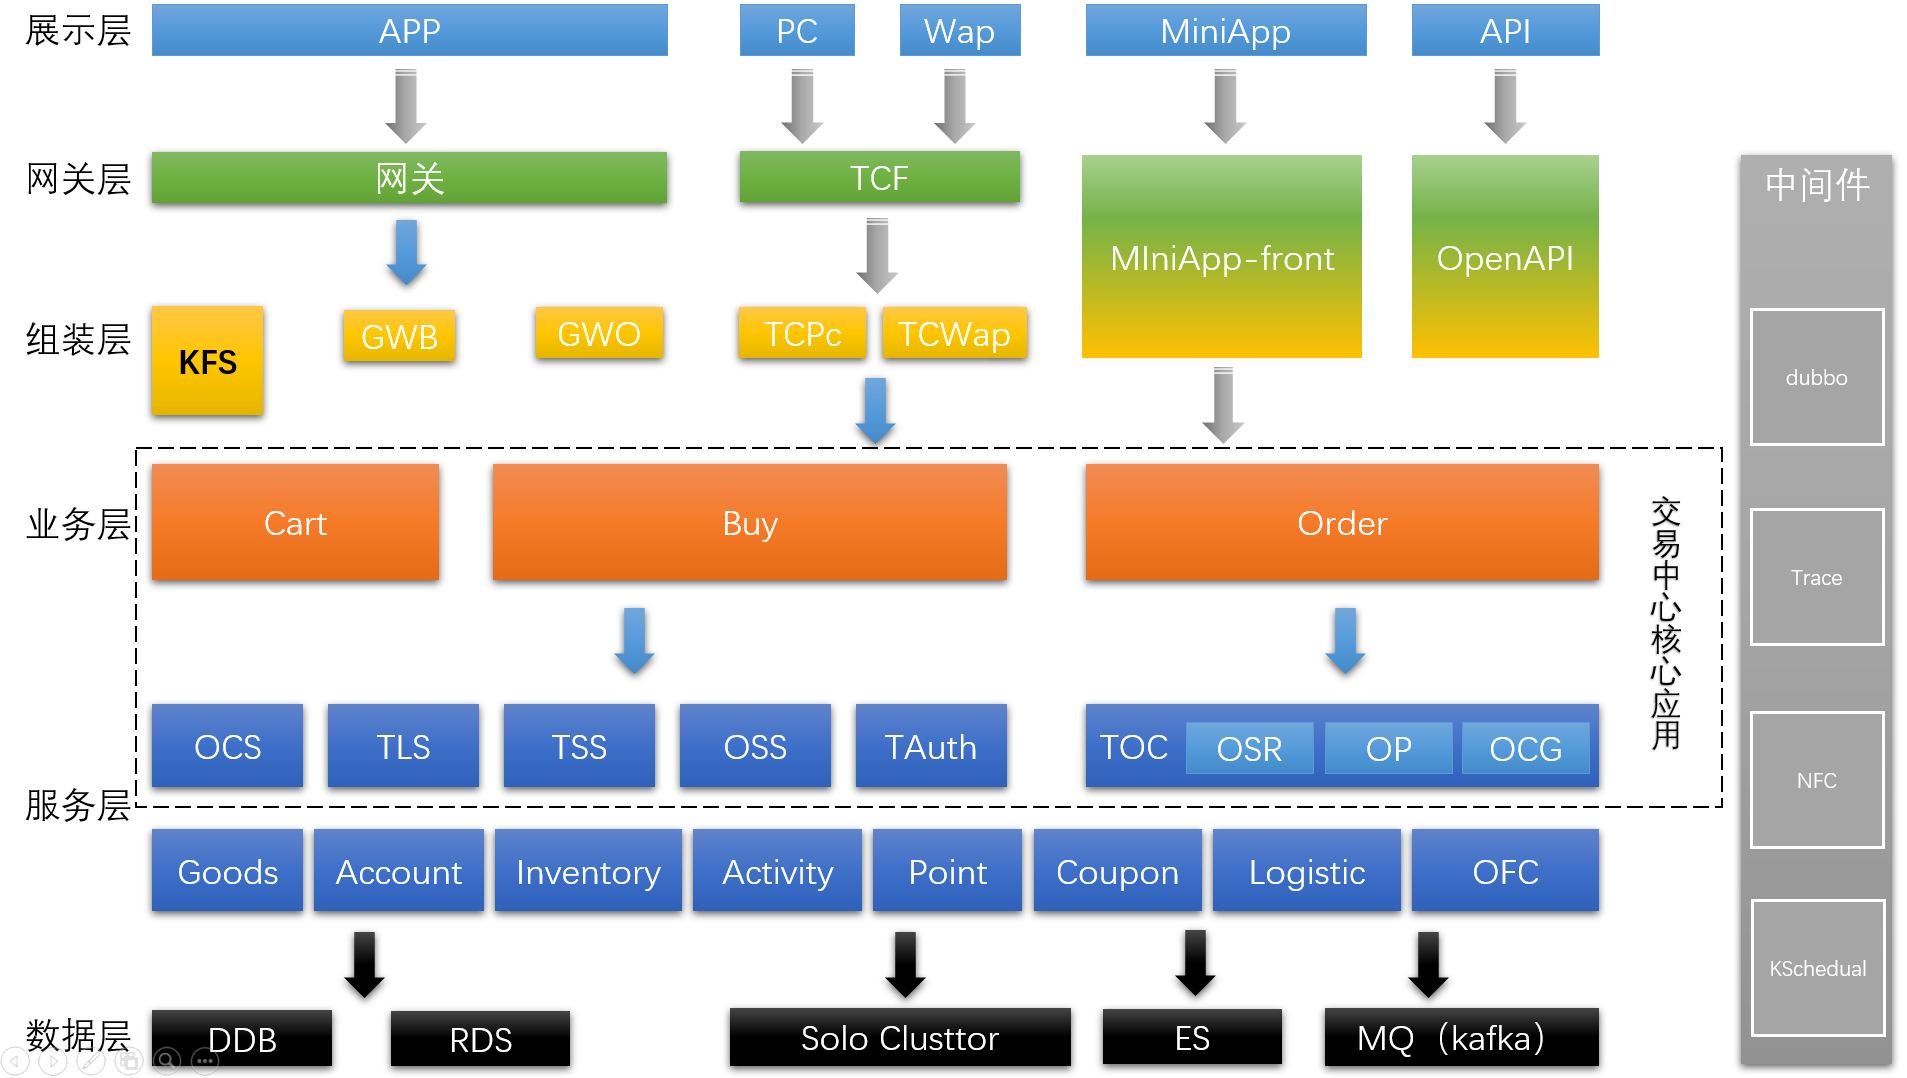 展示层
APP
PC
Wap
MiniApp
API
网关层
网关
TCF
MIniApp-front
OpenAPI
中间件
组装层
KFS
GWB
GWO
TCPc
TCWap
dubbo
业务层
Cart
Buy
Order
交易中心核心应用
Trace
OCS
TLS
TSS
OSS
TAuth
TOC
OSR
OP
OCG
NFC
服务层
Goods
Account
Inventory
Activity
Point
Coupon
Logistic
OFC
KSchedual
数据层
DDB
RDS
Solo Clusttor
ES
MQ（kafka）